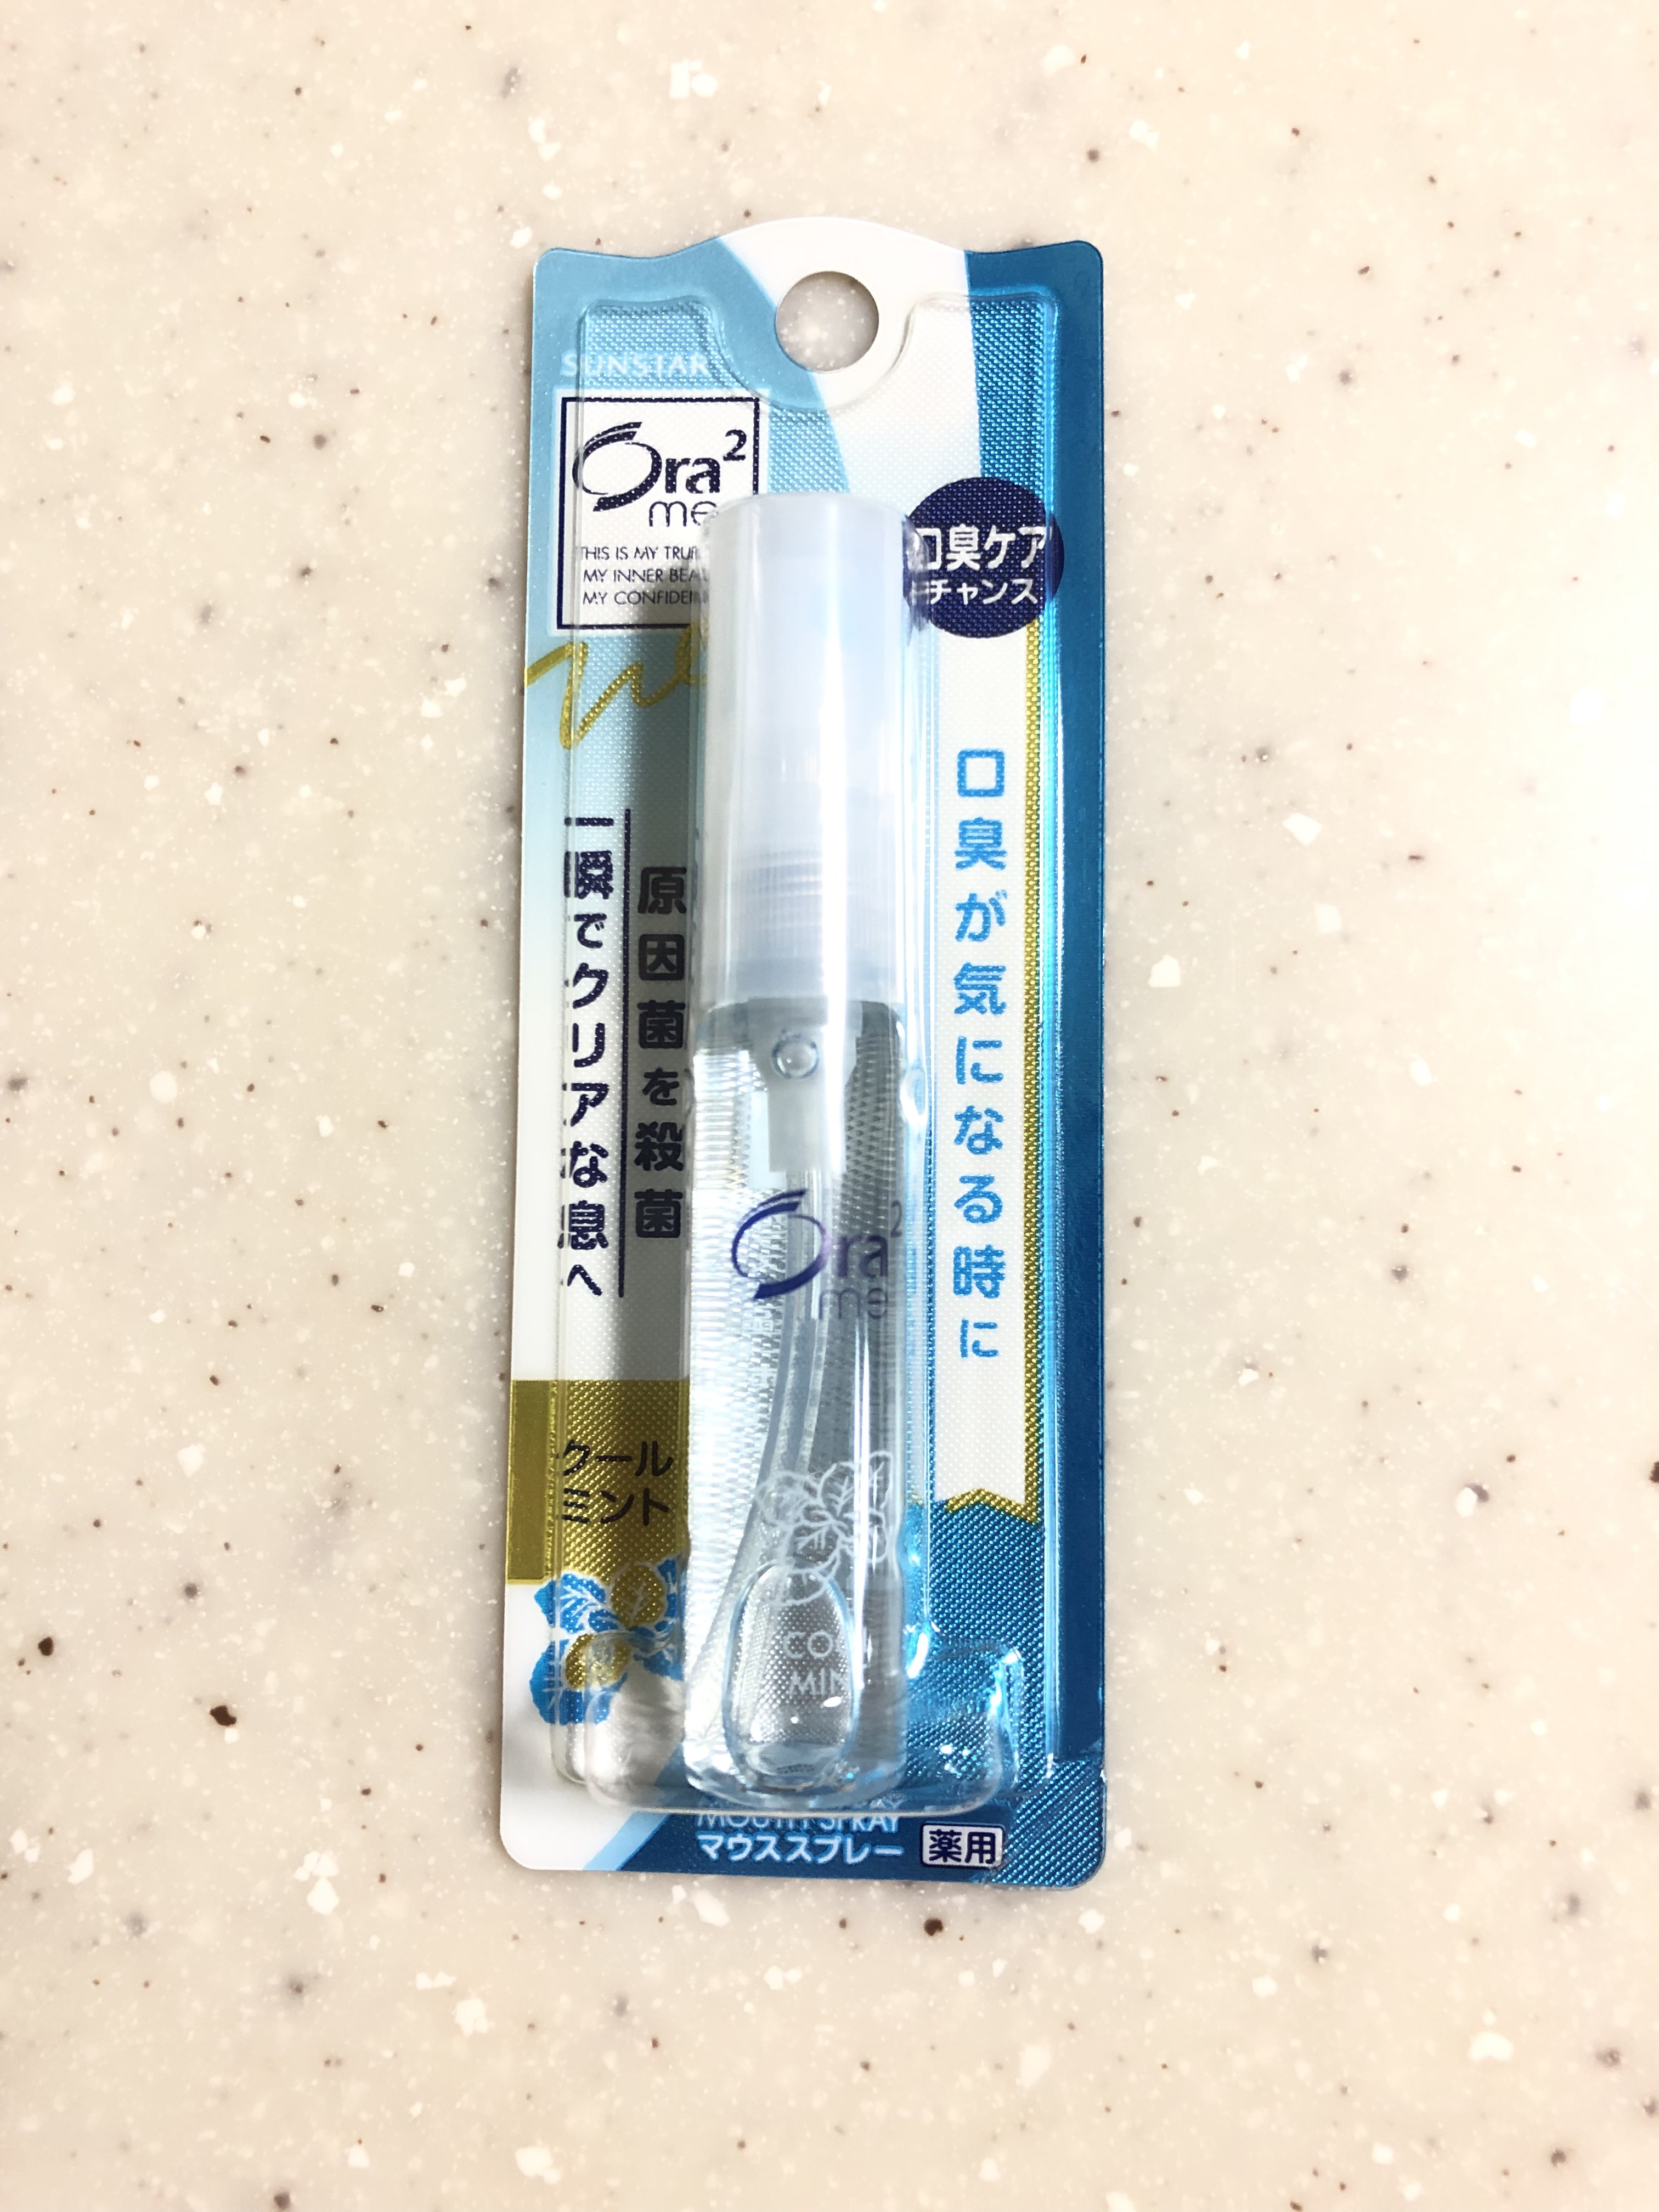 SUNSTAR
Ora²
me
THIS IS MY
MY INNER
MY
口臭ケア
チャンス
口臭が気になる時に
原因菌を殺菌
一瞬でクリアな息へ
Ora²
me
クール
ミント
MOUTH SPRAY
マウススプレー
薬用